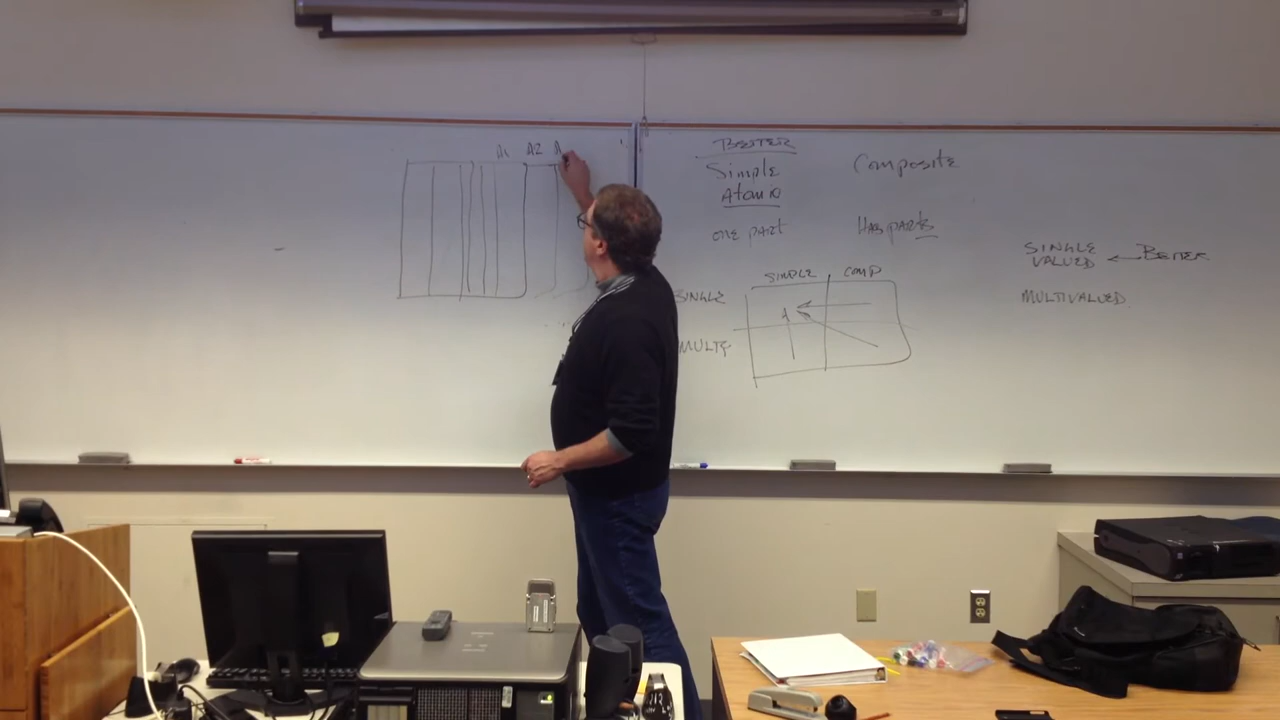 A1 A2 A
BETTER
Simple
Atomic
Composite
ONE PART
HAS PARTS
SIMPLE COMP
SINGLE
A
MULTI
SINGLE
VALUED ← BETTER
MULTIVALUED